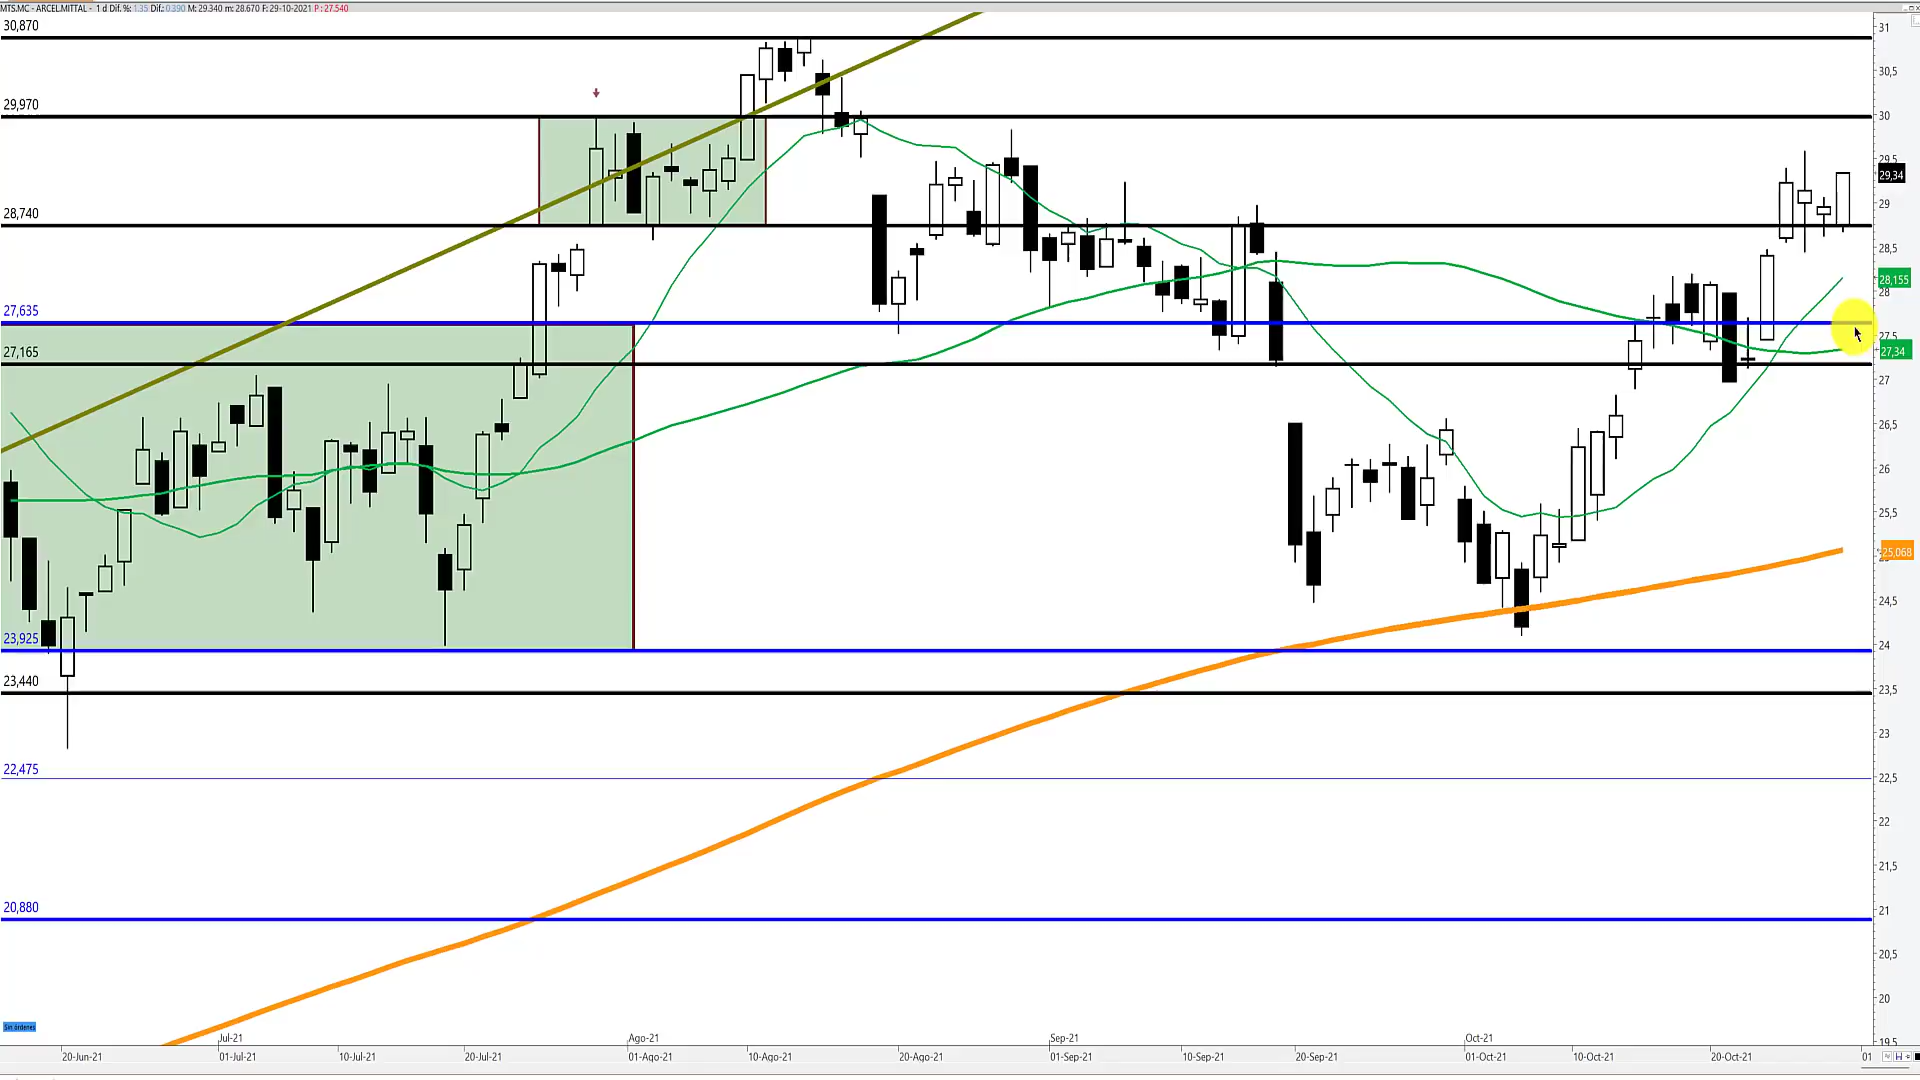 MTS.MC - ARCEL.MITTAL - 1 d Dif.%: 1.35 Dif.: 0.390 M: 29.340 m: 28.670 F: 29-10-2021 P : 27.540
30,870
29,970
28,740
27,635
27,165
23,925
23,440
22,475
20,880
31
30,5
30
29,5
29,34
29
28,5
28,155
28
27,5
27,34
27
26,5
26
25,5
25,068
24,5
24
23,5
23
22,5
22
21,5
21
20,5
20
19,5
Sin órdenes
Jul-21
Ago-21
Sep-21
Oct-21
20-Jun-21
01-Jul-21
10-Jul-21
20-Jul-21
01-Ago-21
10-Ago-21
20-Ago-21
01-Sep-21
10-Sep-21
20-Sep-21
01-Oct-21
10-Oct-21
20-Oct-21
01